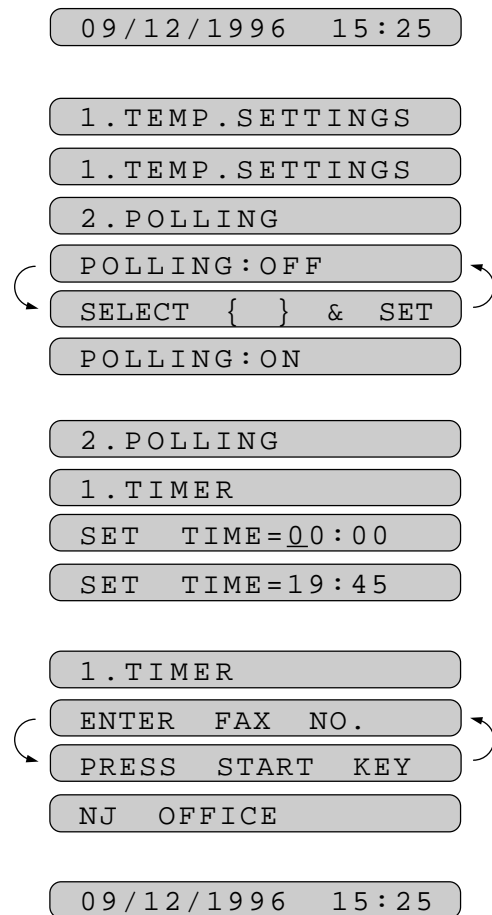 09/12/1996 15:25
1.TEMP.SETTINGS
1.TEMP.SETTINGS
2.POLLING
POLLING:OFF
SELECT { } & SET
POLLING:ON
2.POLLING
1.TIMER
SET TIME=00:00
SET TIME=19:45
1.TIMER
ENTER FAX NO.
PRESS START KEY
NJ OFFICE
09/12/1996 15:25